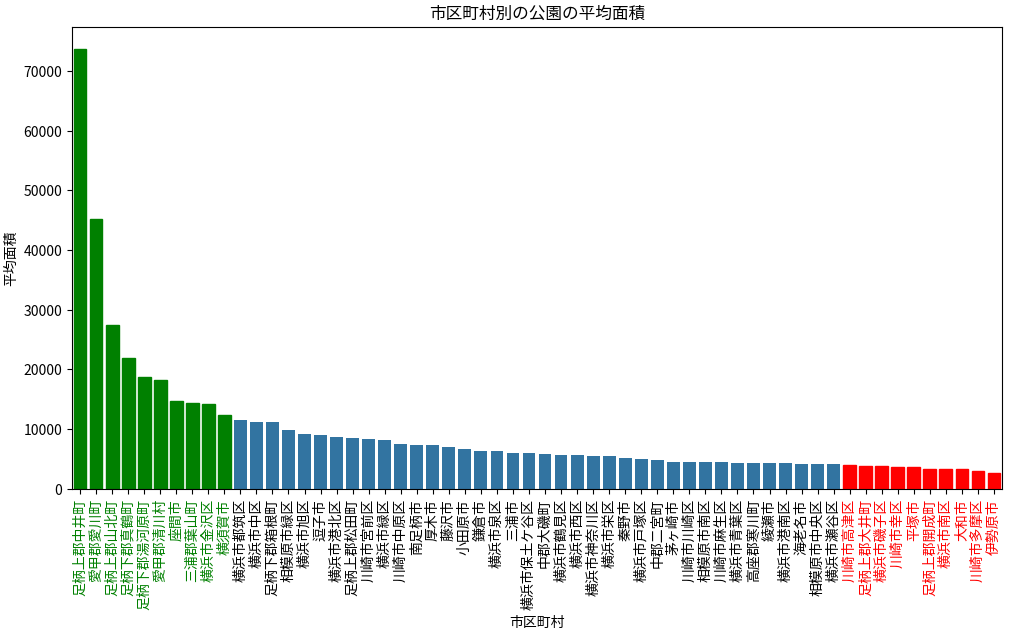 市区町村別の公園の平均面積
平均面積
70000
60000
50000
40000
30000
20000
10000
0
足柄上郡中井町
愛甲郡愛川町
足柄上郡山北町
足柄下郡真鶴町
足柄下郡湯河原町
愛甲郡清川村
座間市
三浦郡葉山町
横浜市金沢区
横須賀市
横浜市都筑区
横浜市中区
足柄下郡箱根町
相模原市緑区
横浜市旭区
逗子市
横浜市港北区
足柄上郡松田町
川崎市宮前区
横浜市緑区
川崎市中原区
南足柄市
厚木市
藤沢市
小田原市
鎌倉市
横浜市泉区
三浦市
横浜市保土ケ谷区
中郡大磯町
横浜市鶴見区
横浜市西区
横浜市神奈川区
横浜市栄区
秦野市
横浜市戸塚区
中郡二宮町
茅ケ崎市
川崎市川崎区
相模原市南区
川崎市麻生区
横浜市青葉区
高座郡寒川町
綾瀬市
横浜市港南区
海老名市
相模原市中央区
横浜市瀬谷区
川崎市高津区
足柄上郡大井町
横浜市磯子区
川崎市幸区
平塚市
足柄上郡開成町
横浜市南区
大和市
川崎市多摩区
伊勢原市
市区町村